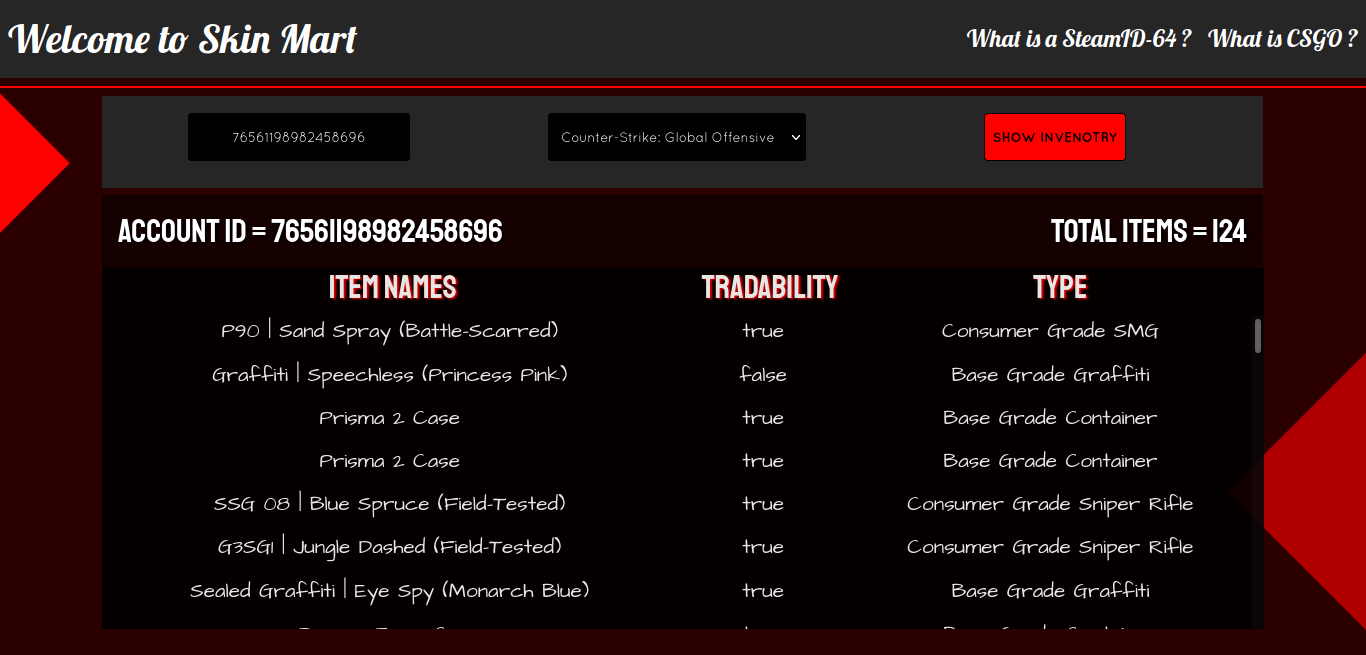 Welcome to Skin Mart What is a SteamID-64 ? What is CSGO ?
76561198982458696 Counter-Strike: Global Offensive SHOW INVENOTRY
ACCOUNT ID = 76561198982458696 TOTAL ITEMS = 124
ITEM NAMES TRADABILITY TYPE
P90 | Sand Spray (Battle-Scarred) true Consumer Grade SMG
Graffiti | Speechless (Princess Pink) false Base Grade Graffiti
Prisma 2 Case true Base Grade Container
Prisma 2 Case true Base Grade Container
SSG 08 | Blue Spruce (Field-Tested) true Consumer Grade Sniper Rifle
G3SG1 | Jungle Dashed (Field-Tested) true Consumer Grade Sniper Rifle
Sealed Graffiti | Eye Spy (Monarch Blue) true Base Grade Graffiti